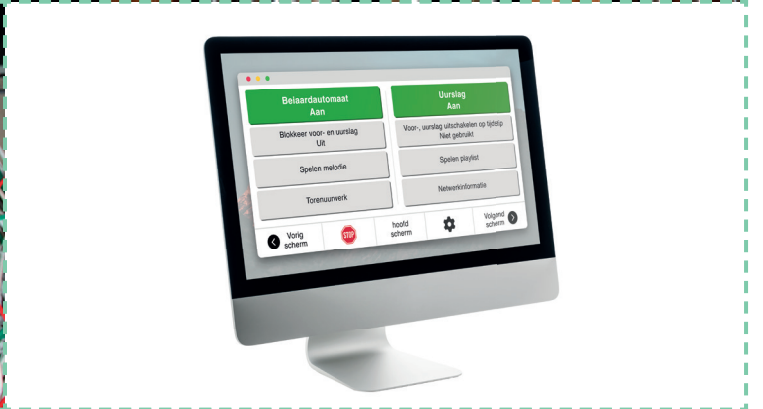 Beiaardautomaat
Aan
Uurslag
Aan
Blokkeer voor- en uurslag
Uit
Voor-, uurslag uitschakelen op tijdstip
Niet gebruikt
Spelen melodie
Spelen playlist
Torenuurwerk
Netwerkinformatie
Vorig
scherm
STOP
hoofd
scherm
Volgend
scherm